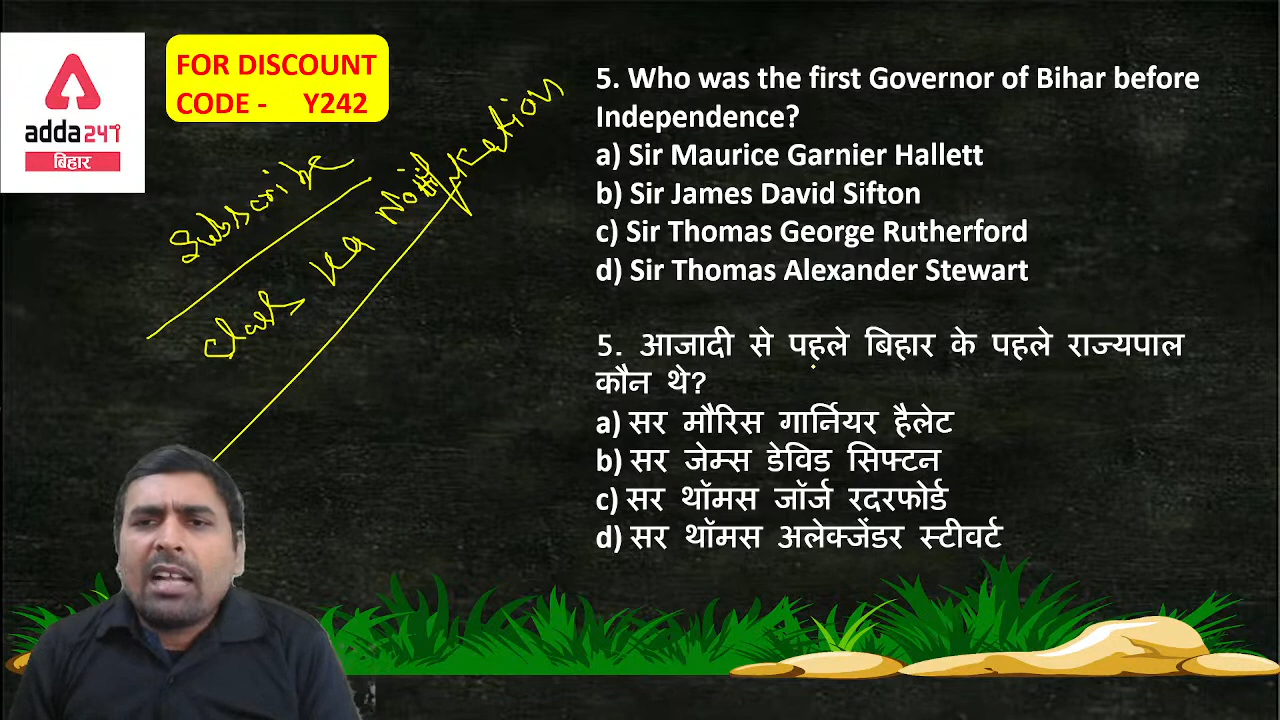 adda247
बिहार
FOR DISCOUNT
CODE - Y242
Subscribe
Class ka Notification
5. Who was the first Governor of Bihar before
Independence?
a) Sir Maurice Garnier Hallett
b) Sir James David Sifton
c) Sir Thomas George Rutherford
d) Sir Thomas Alexander Stewart
5. आजादी से पहले बिहार के पहले राज्यपाल
कौन थे?
a) सर मौरिस गार्नियर हैलेट
b) सर जेम्स डेविड सिफ्टन
c) सर थॉमस जॉर्ज रदरफोर्ड
d) सर थॉमस अलेक्जेंडर स्टीवर्ट